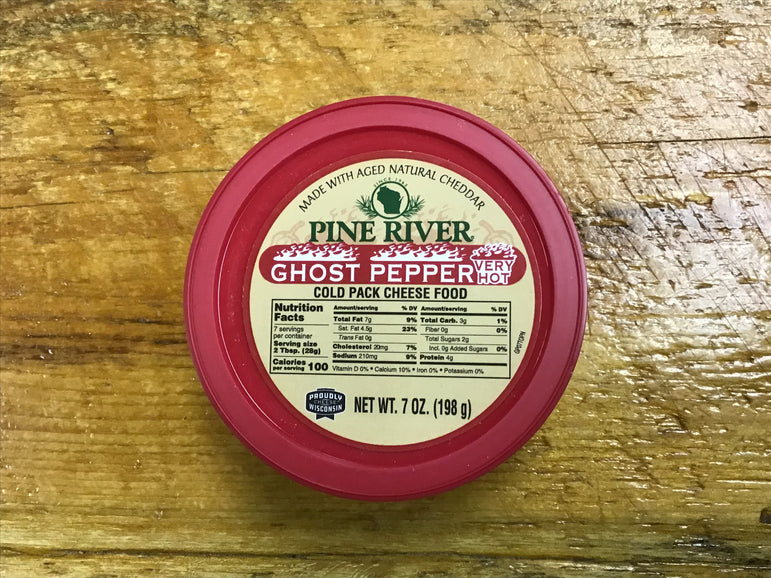 MADE WITH AGED NATURAL CHEDDAR
SINCE 1963
PINE RIVER
GHOST PEPPER VERY HOT
COLD PACK CHEESE FOOD
Nutrition Facts
7 servings per container
Serving size
2 Tbsp. (28g)
Calories per serving 100
Amount/serving % DV
Total Fat 7g 9%
Sat. Fat 4.5g 23%
Trans Fat 0g
Cholesterol 20mg 7%
Sodium 210mg 9%
Amount/serving % DV
Total Carb. 3g 1%
Fiber 0g 0%
Total Sugars 2g
Incl. 0g Added Sugars 0%
Protein 4g
Vitamin D 0% • Calcium 10% • Iron 0% • Potassium 0%
PROUDLY
WISCONSIN
CHEESE
NET WT. 7 OZ. (198 g)